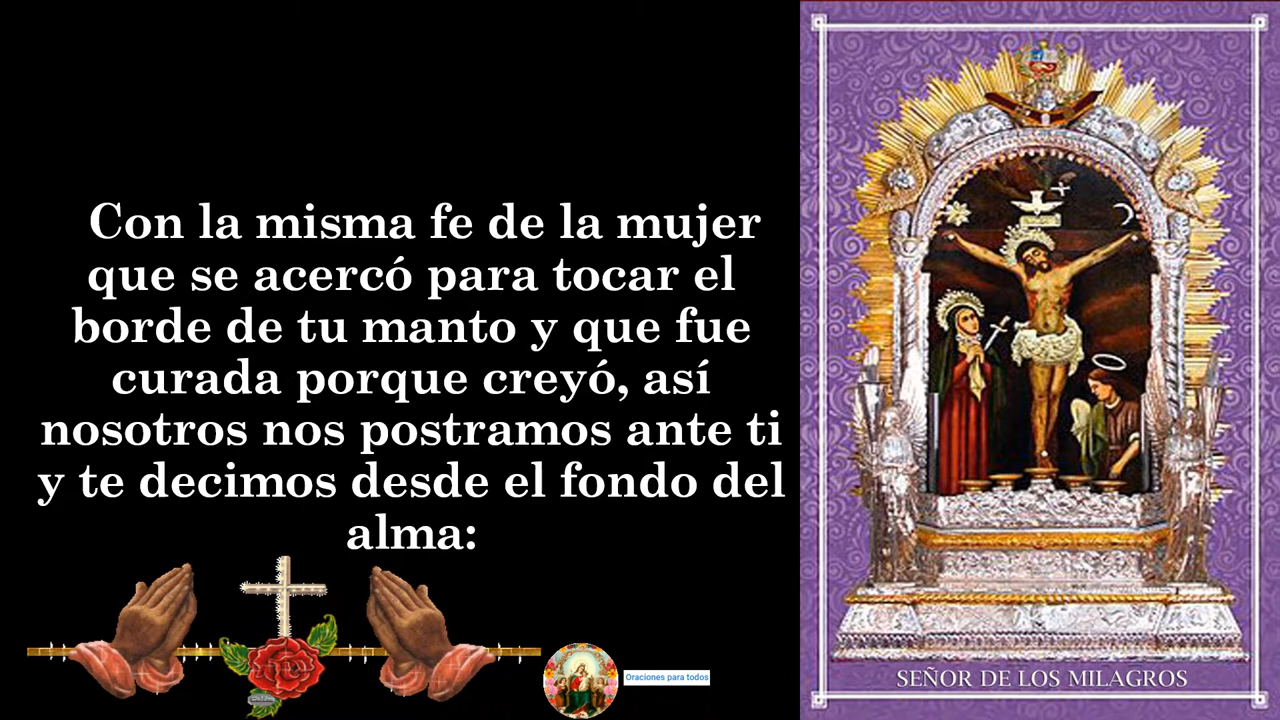 Con la misma fe de la mujer
que se acercó para tocar el
borde de tu manto y que fue
curada porque creyó, así
nosotros nos postramos ante ti
y te decimos desde el fondo del
alma:
Oraciones para todos
SEÑOR DE LOS MILAGROS